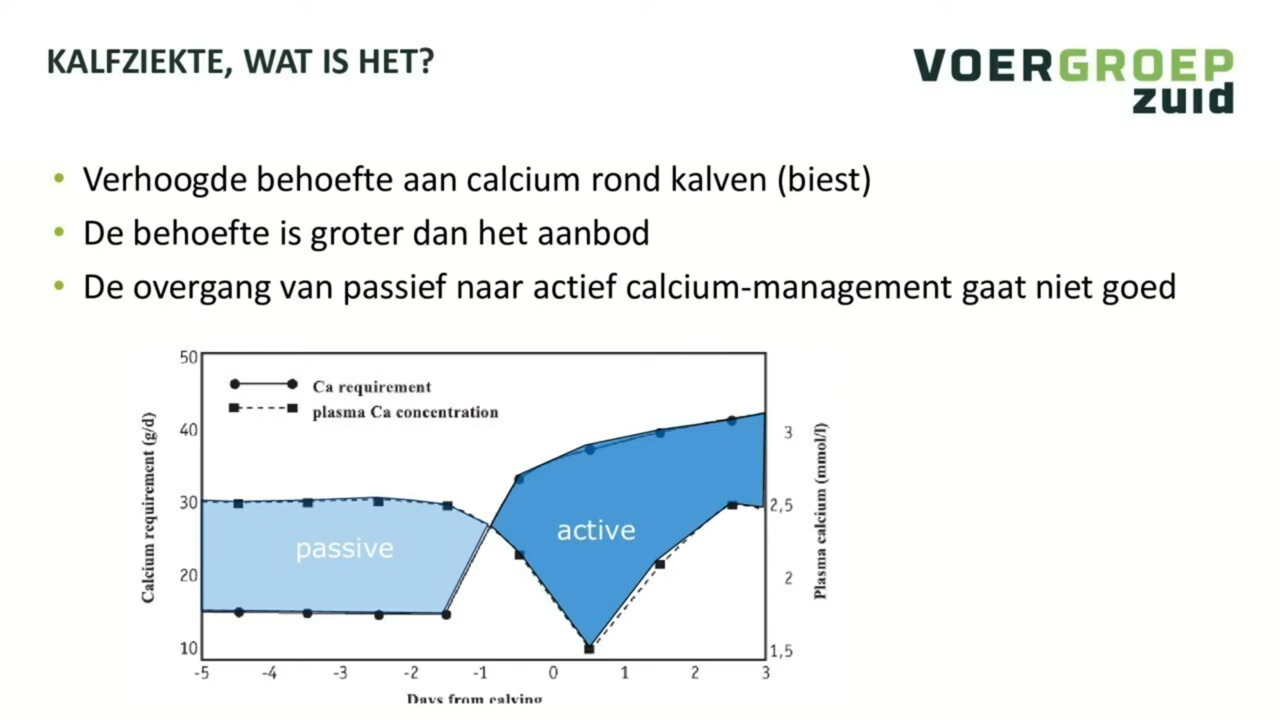 KALFZIEKTE, WAT IS HET?
VOERGROEP
zuid
• Verhoogde behoefte aan calcium rond kalven (biest)
• De behoefte is groter dan het aanbod
• De overgang van passief naar actief calcium-management gaat niet goed
Ca requirement
plasma Ca concentration
Calcium requirement (g/d)
50
40
30
20
10
passive
active
3
2,5
2
1,5
Plasma calcium (mmol/l)
-5 -4 -3 -2 -1 0 1 2 3
Days from calving